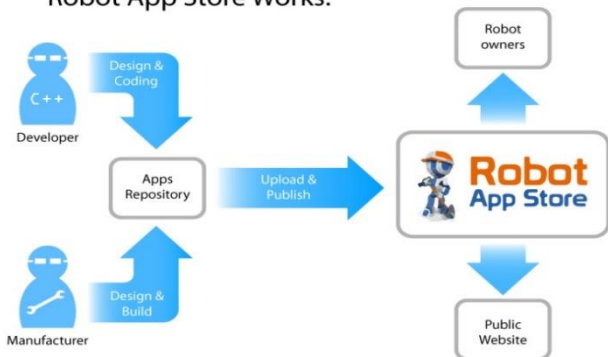 Robot App Store works:
Robot
owners
Design &
Coding
C++
Developer
Apps
Repository
Upload &
Publish
Robot
App Store
Design &
Build
Manufacturer
Public
Website